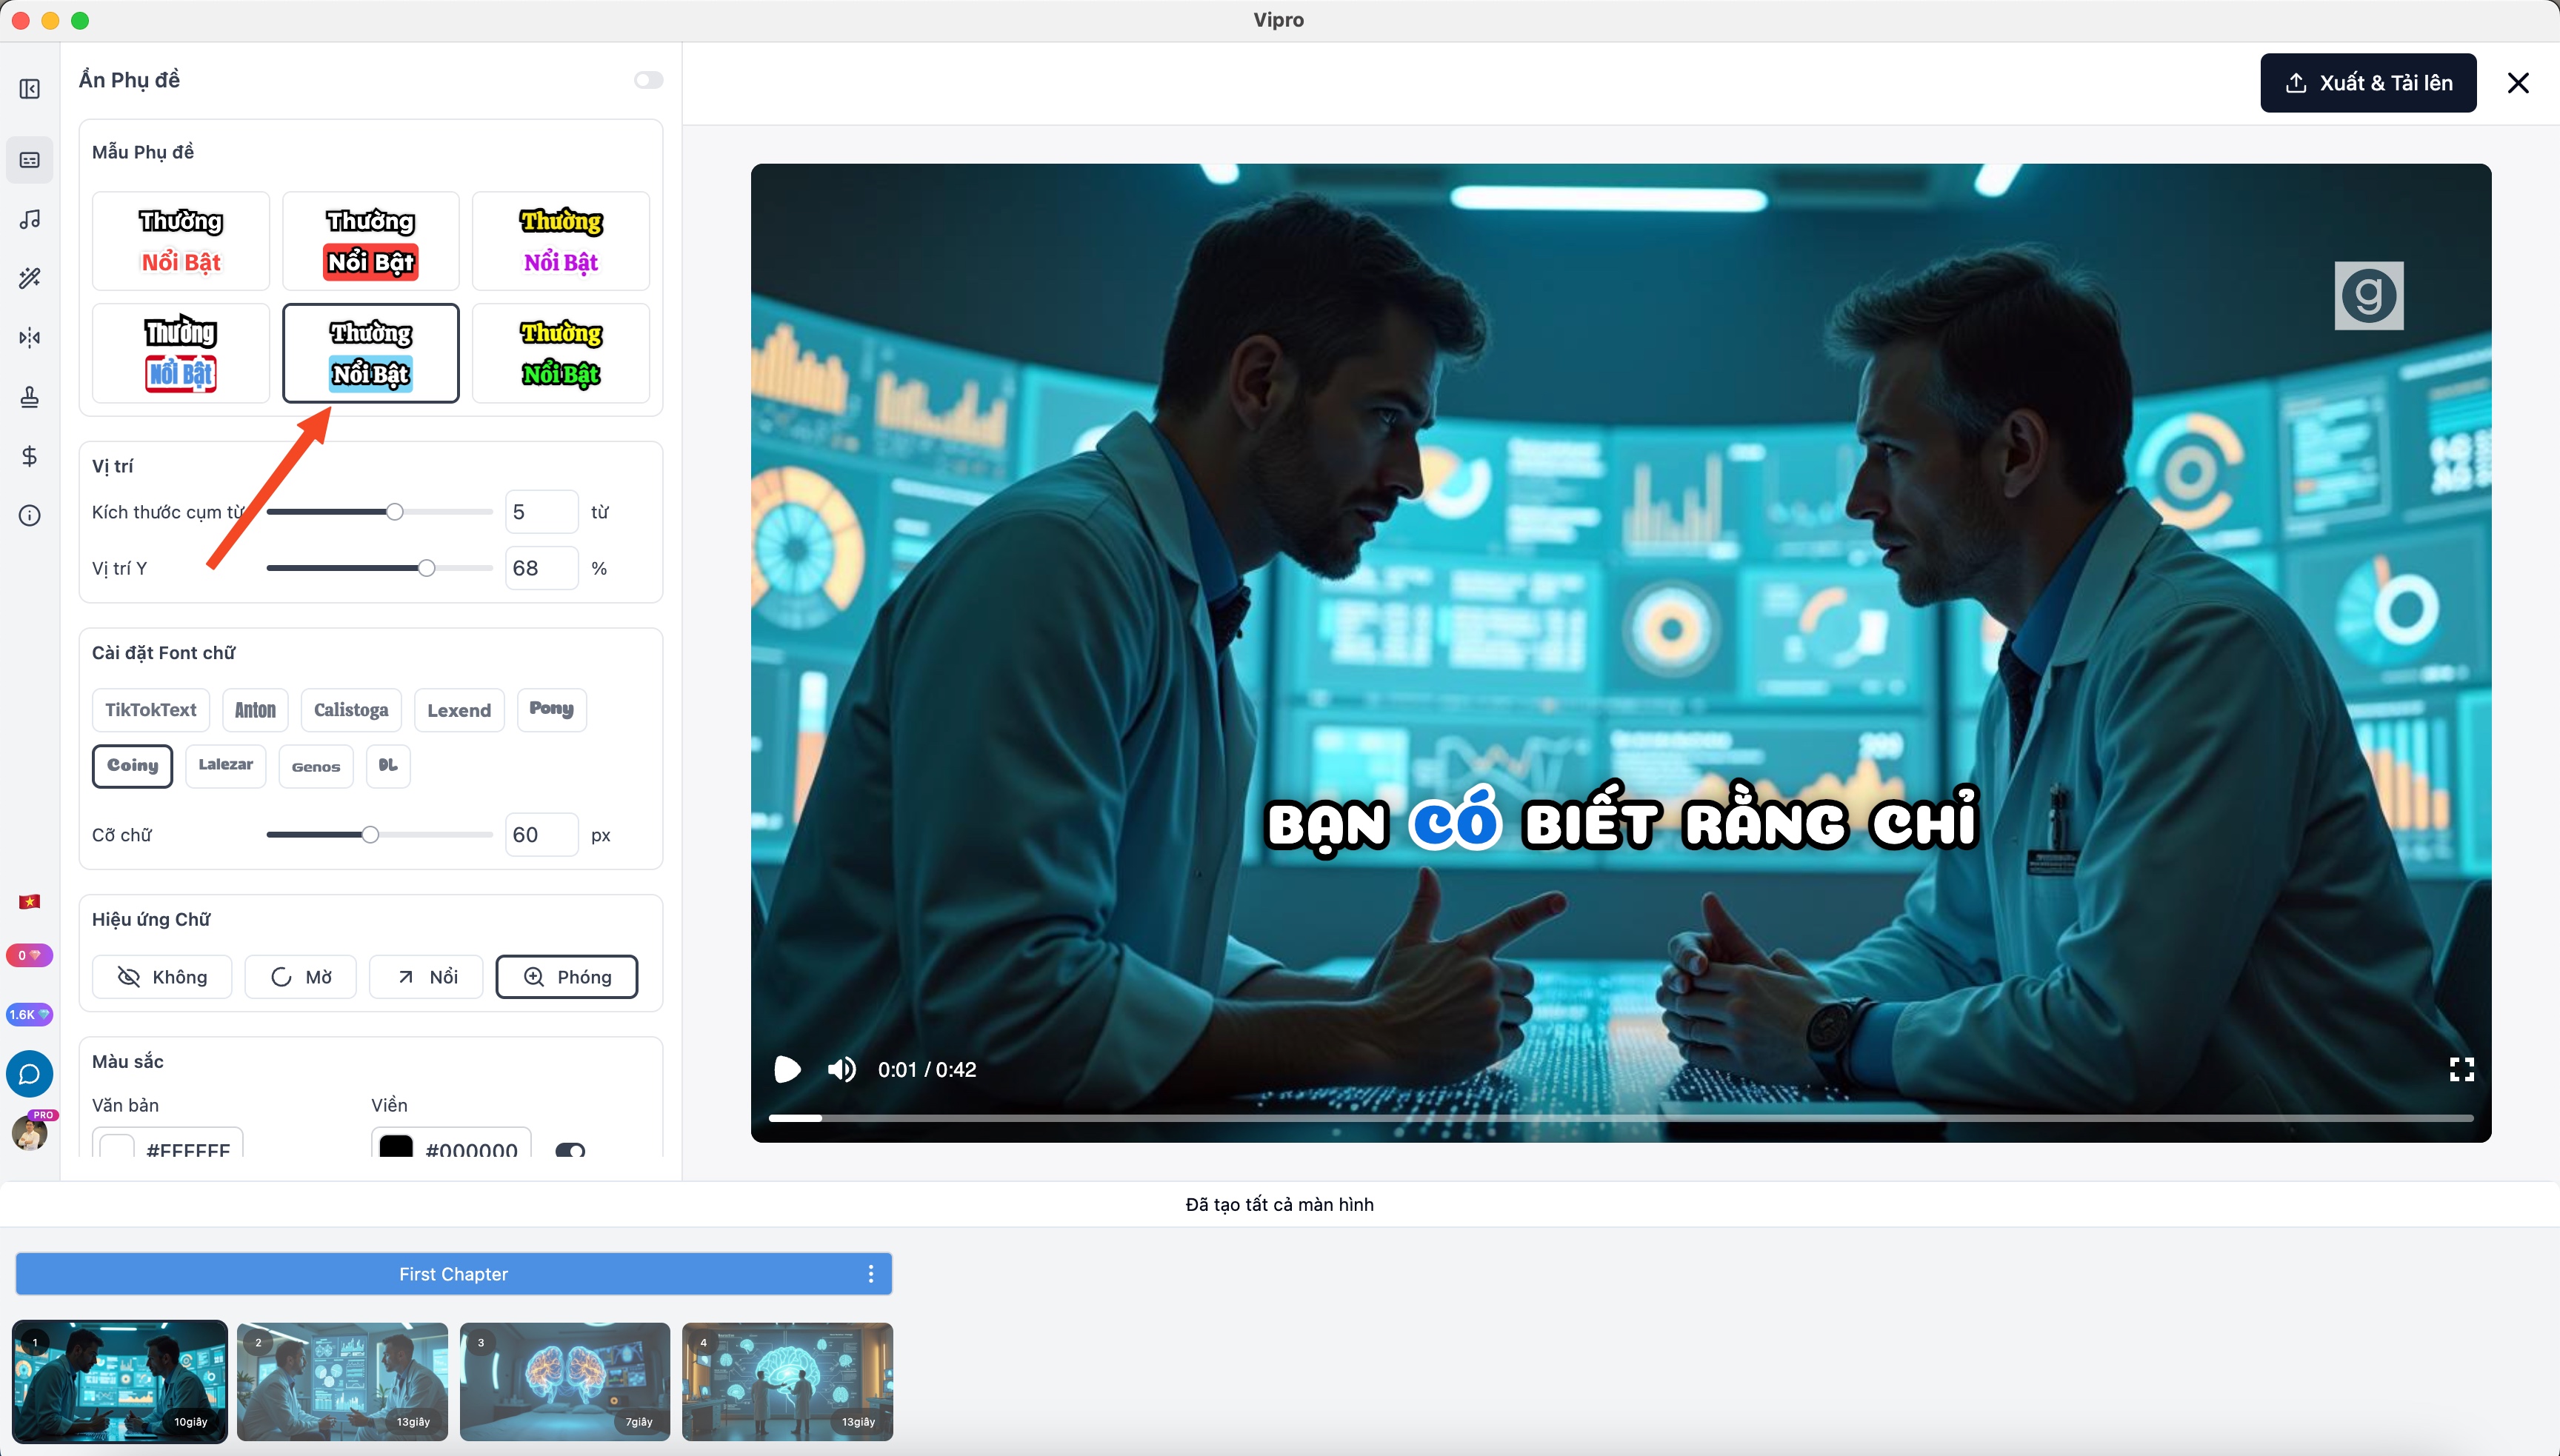 Vipro
Ẩn Phụ đề
Xuất & Tải lên
Mẫu Phụ đề
Thường
Nổi Bật
Thường
Nổi Bật
Thường
Nổi Bật
Thường
Nổi Bật
Thường
Nổi Bật
Thường
Nổi Bật
g
Vị trí
Kích thước cụm từ
5
từ
Vị trí Y
68
%
Cài đặt Font chữ
TikTokText
Anton
Calistoga
Lexend
Pony
Coiny
Lalezar
Genos
DL
Cỡ chữ
60
px
BẠN CÓ BIẾT RẰNG CHỈ
Hiệu ứng Chữ
Không
Mờ
Nổi
Phóng
0
1.6K
PRO
0:01 / 0:42
Màu sắc
Văn bản
Viền
#FFFFFF
#000000
Đã tạo tất cả màn hình
First Chapter
1
10giây
2
13giây
3
7giây
4
13giây